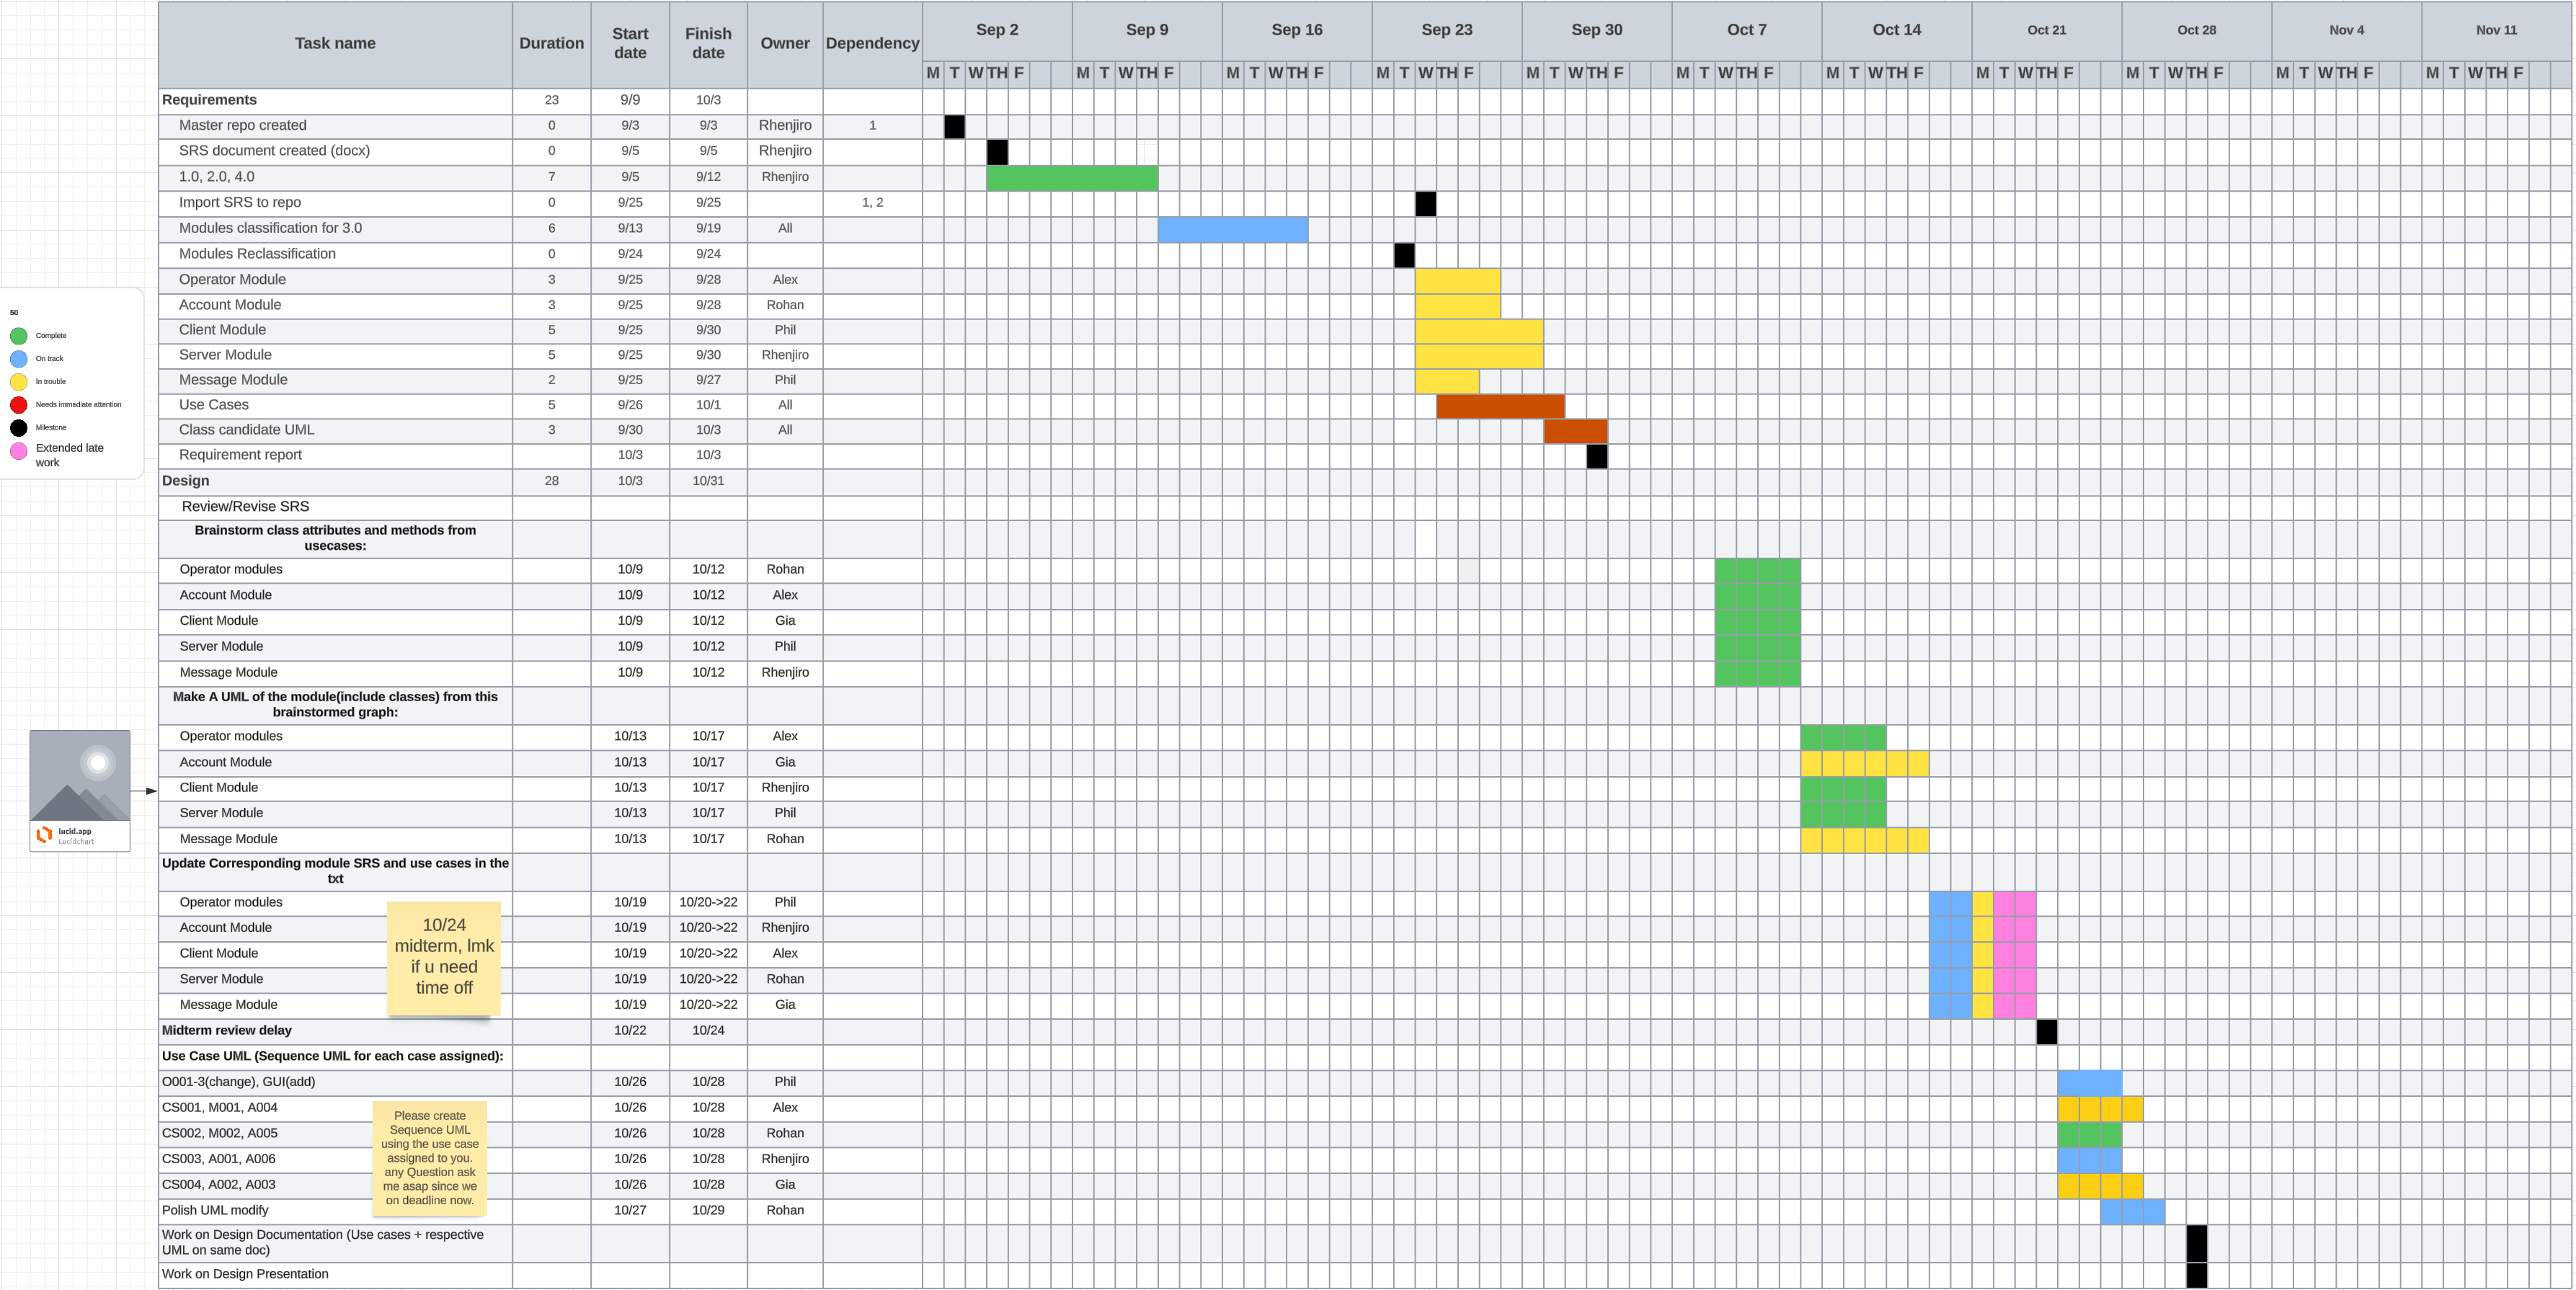 Task name Duration Start date Finish date Owner Dependency Sep 2 Sep 9 Sep 16 Sep 23 Sep 30 Oct 7 Oct 14 Oct 21 Oct 28 Nov 4 Nov 11
M T W TH F M T W TH F M T W TH F M T W TH F M T W TH F M T W TH F M T W TH F M T W TH F M T W TH F M T W TH F M T W TH F
Requirements 23 9/9 10/3
Master repo created 0 9/3 9/3 Rhenjiro 1
SRS document created (docx) 0 9/5 9/5 Rhenjiro
1.0, 2.0, 4.0 7 9/5 9/12 Rhenjiro
Import SRS to repo 0 9/25 9/25 1, 2
Modules classification for 3.0 6 9/13 9/19 All
Modules Reclassification 0 9/24 9/24
Operator Module 3 9/25 9/28 Alex
Account Module 3 9/25 9/28 Rohan
Client Module 5 9/25 9/30 Phil
Server Module 5 9/25 9/30 Rhenjiro
Message Module 2 9/25 9/27 Phil
Use Cases 5 9/26 10/1 All
Class candidate UML 3 9/30 10/3 All
Requirement report 10/3 10/3
Design 28 10/3 10/31
Review/Revise SRS
Brainstorm class attributes and methods from
usecases:
Operator modules 10/9 10/12 Rohan
Account Module 10/9 10/12 Alex
Client Module 10/9 10/12 Gia
Server Module 10/9 10/12 Phil
Message Module 10/9 10/12 Rhenjiro
Make A UML of the module(include classes) from this
brainstormed graph:
Operator modules 10/13 10/17 Alex
Account Module 10/13 10/17 Gia
Client Module 10/13 10/17 Rhenjiro
Server Module 10/13 10/17 Phil
Message Module 10/13 10/17 Rohan
Update Corresponding module SRS and use cases in the
txt
Operator modules 10/19 10/20->22 Phil
Account Module 10/19 10/20->22 Rhenjiro
Client Module 10/19 10/20->22 Alex
Server Module 10/19 10/20->22 Rohan
Message Module 10/19 10/20->22 Gia
Midterm review delay 10/22 10/24
Use Case UML (Sequence UML for each case assigned):
O001-3(change), GUI(add) 10/26 10/28 Phil
CS001, M001, A004 10/26 10/28 Alex
CS002, M002, A005 10/26 10/28 Rohan
CS003, A001, A006 10/26 10/28 Rhenjiro
CS004, A002, A003 10/26 10/28 Gia
Polish UML modify 10/27 10/29 Rohan
Work on Design Documentation (Use cases + respective
UML on same doc)
Work on Design Presentation
50
Complete
On track
In trouble
Needs immediate attention
Milestone
Extended late
work
lucid.app
Lucidchart
10/24
midterm, lmk
if u need
time off
Please create
Sequence UML
using the use case
assigned to you.
any Question ask
me asap since we
on deadline now.